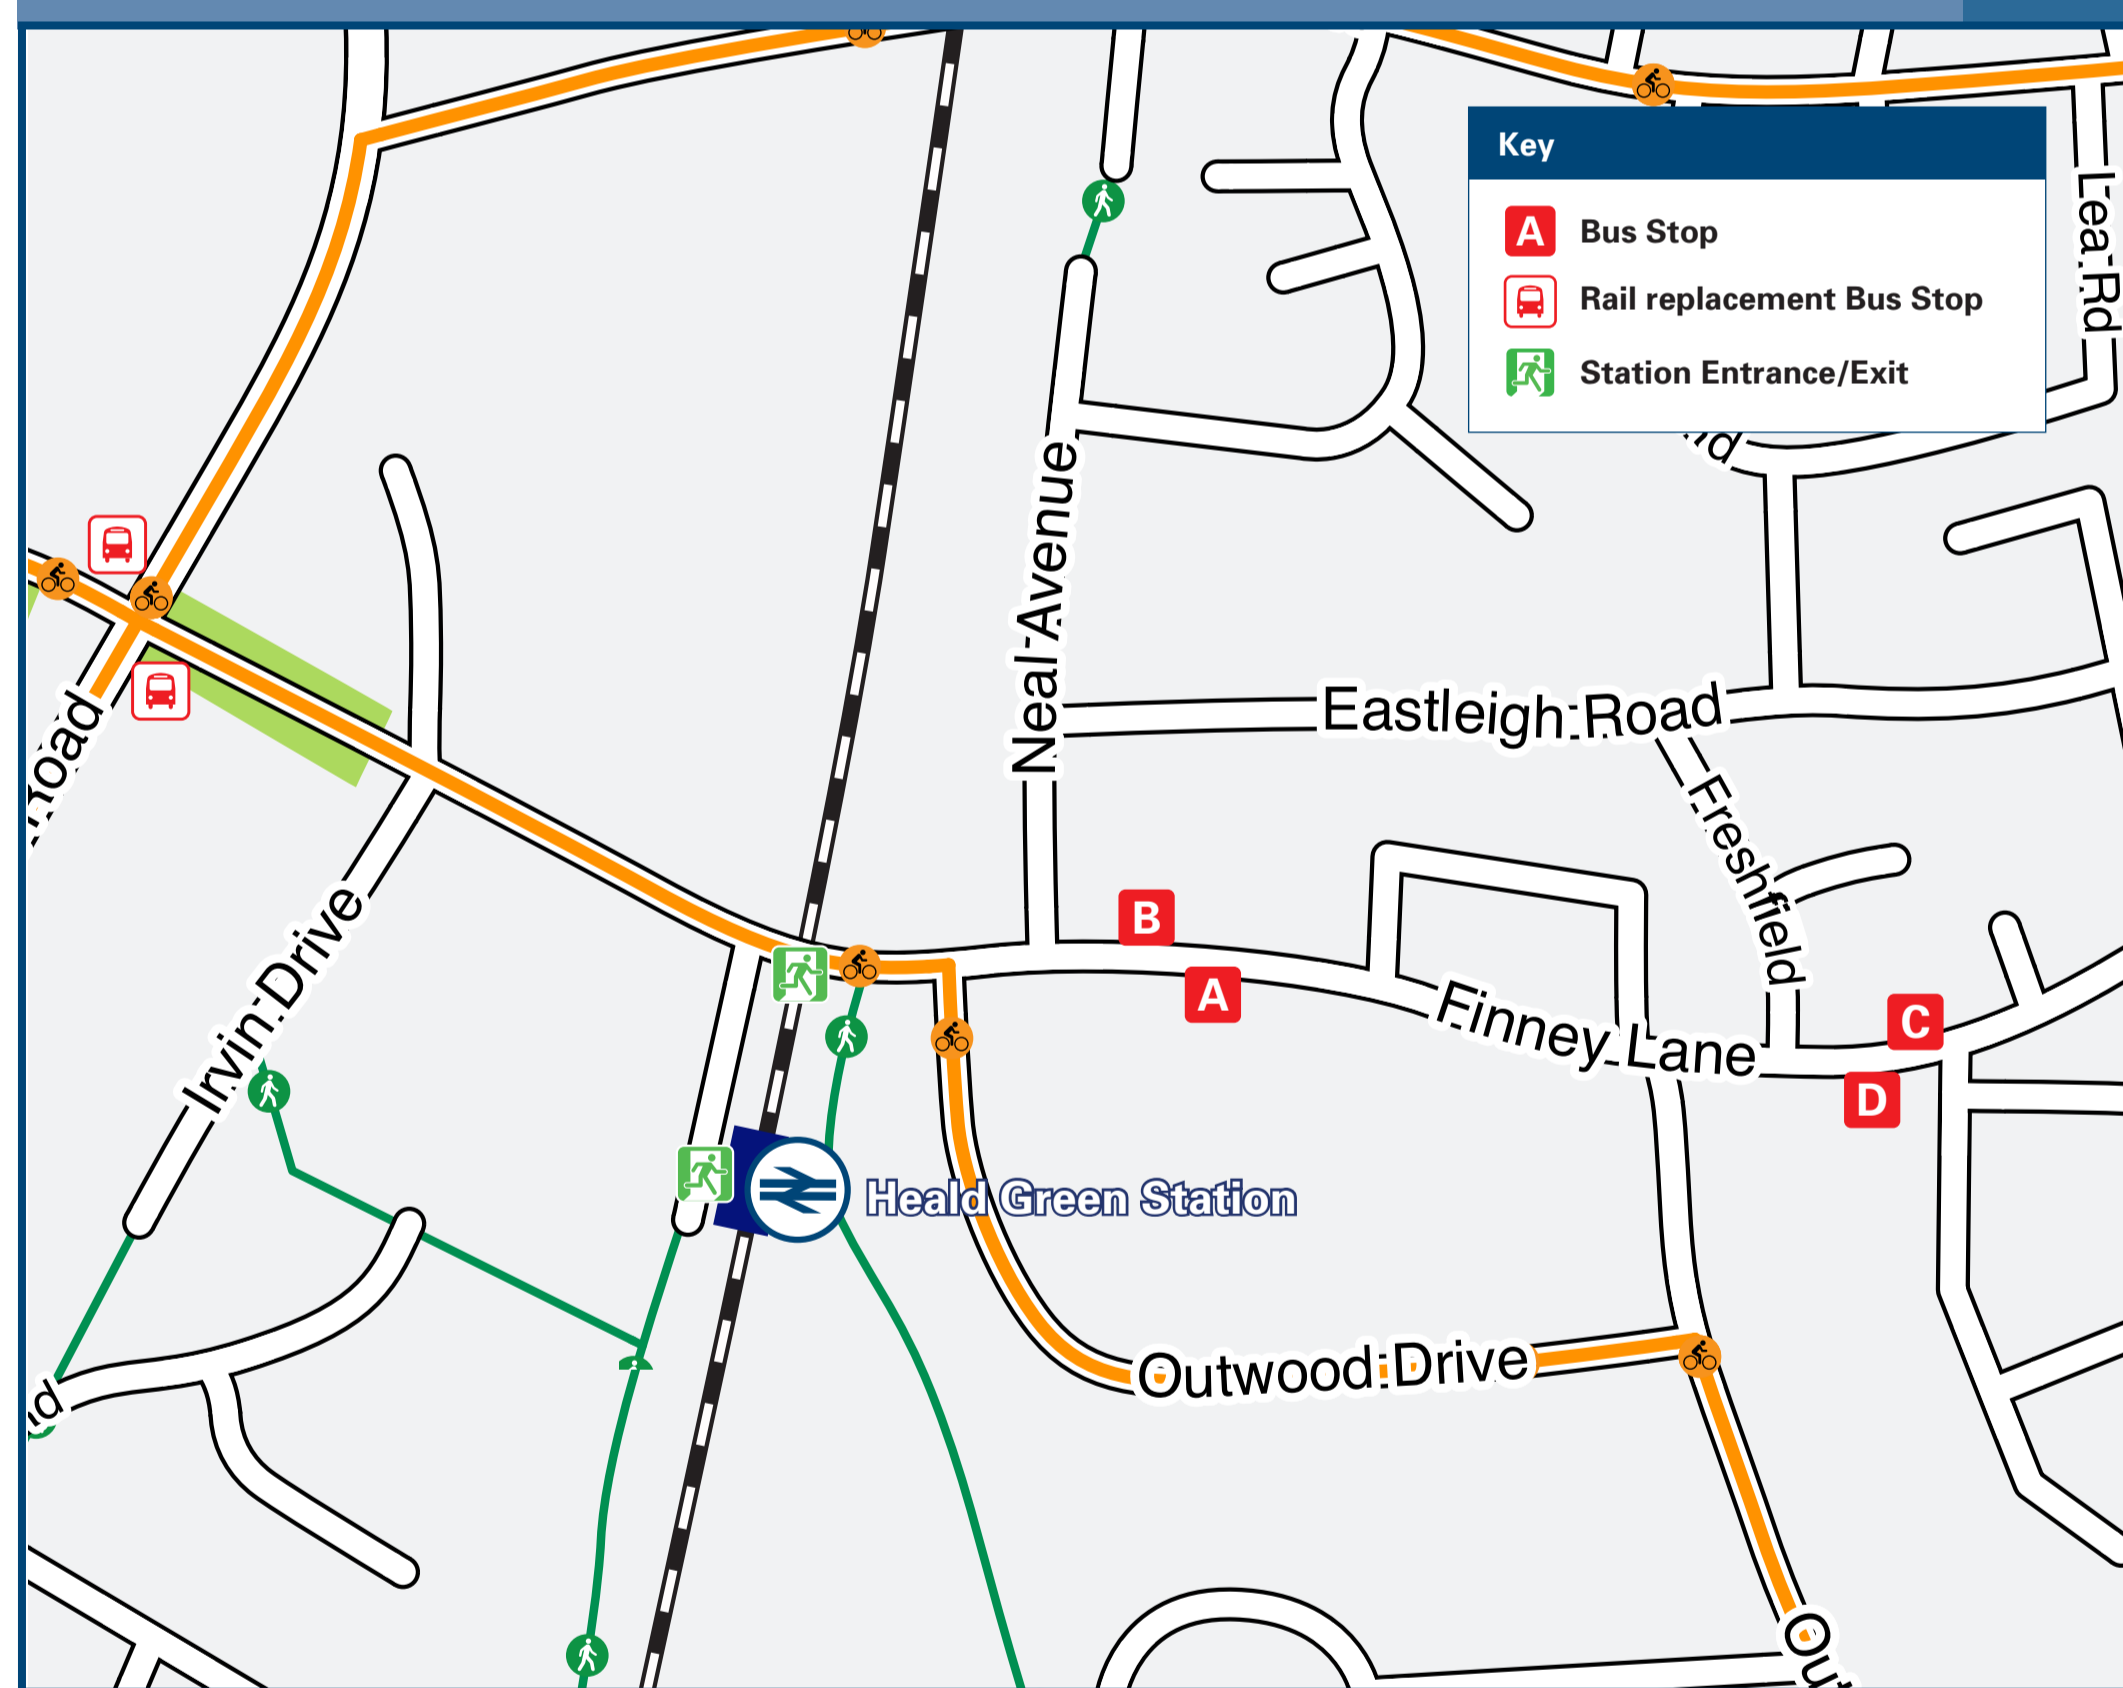 Key
A Bus Stop
Rail replacement Bus Stop
Station Entrance/Exit
Lea Rd
Neal Avenue
Eastleigh Road
Freshfield
B
A
Finney Lane
C
D
Irvin Drive
Heald Green Station
Outwood Drive